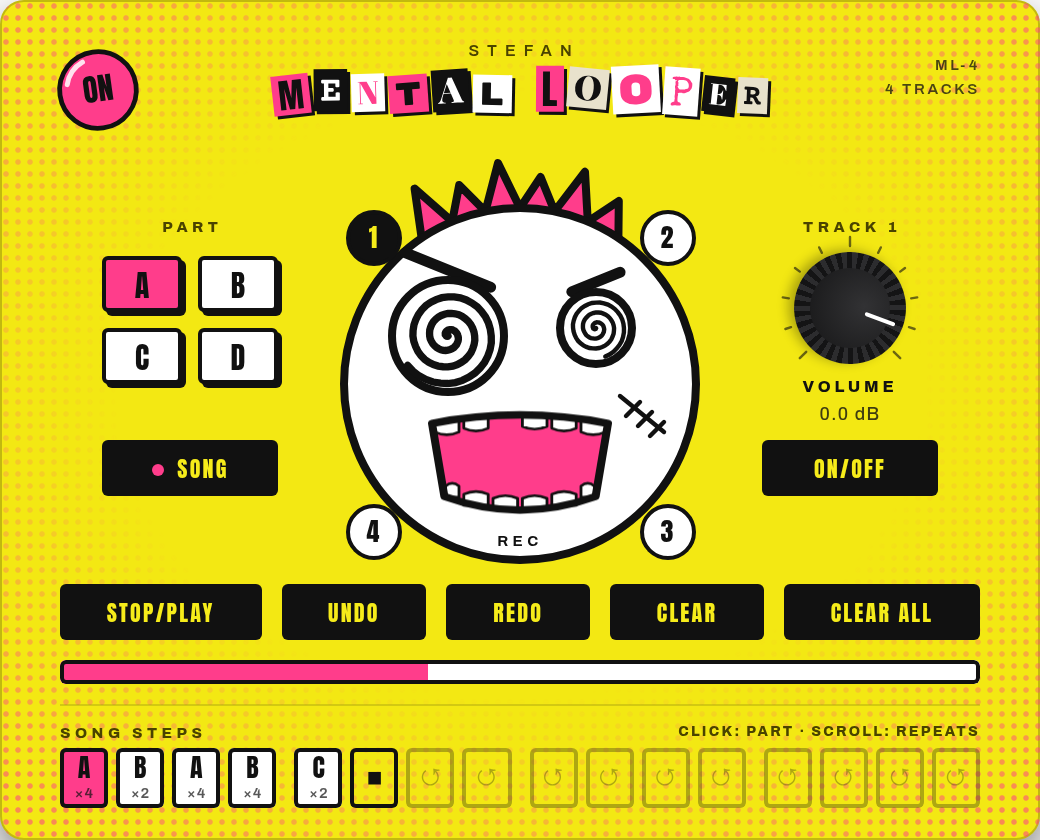 ON
STEFAN
MENTAL LOOPER
ML-4
4 TRACKS
PART
A B
C D
SONG
1 2
4 3
REC
TRACK 1
VOLUME
0.0 dB
ON/OFF
STOP/PLAY UNDO REDO CLEAR CLEAR ALL
SONG STEPS
CLICK: PART · SCROLL: REPEATS
A B A B C ■ ↺ ↺ ↺ ↺ ↺ ↺ ↺ ↺ ↺ ↺
×4 ×2 ×4 ×4 ×2